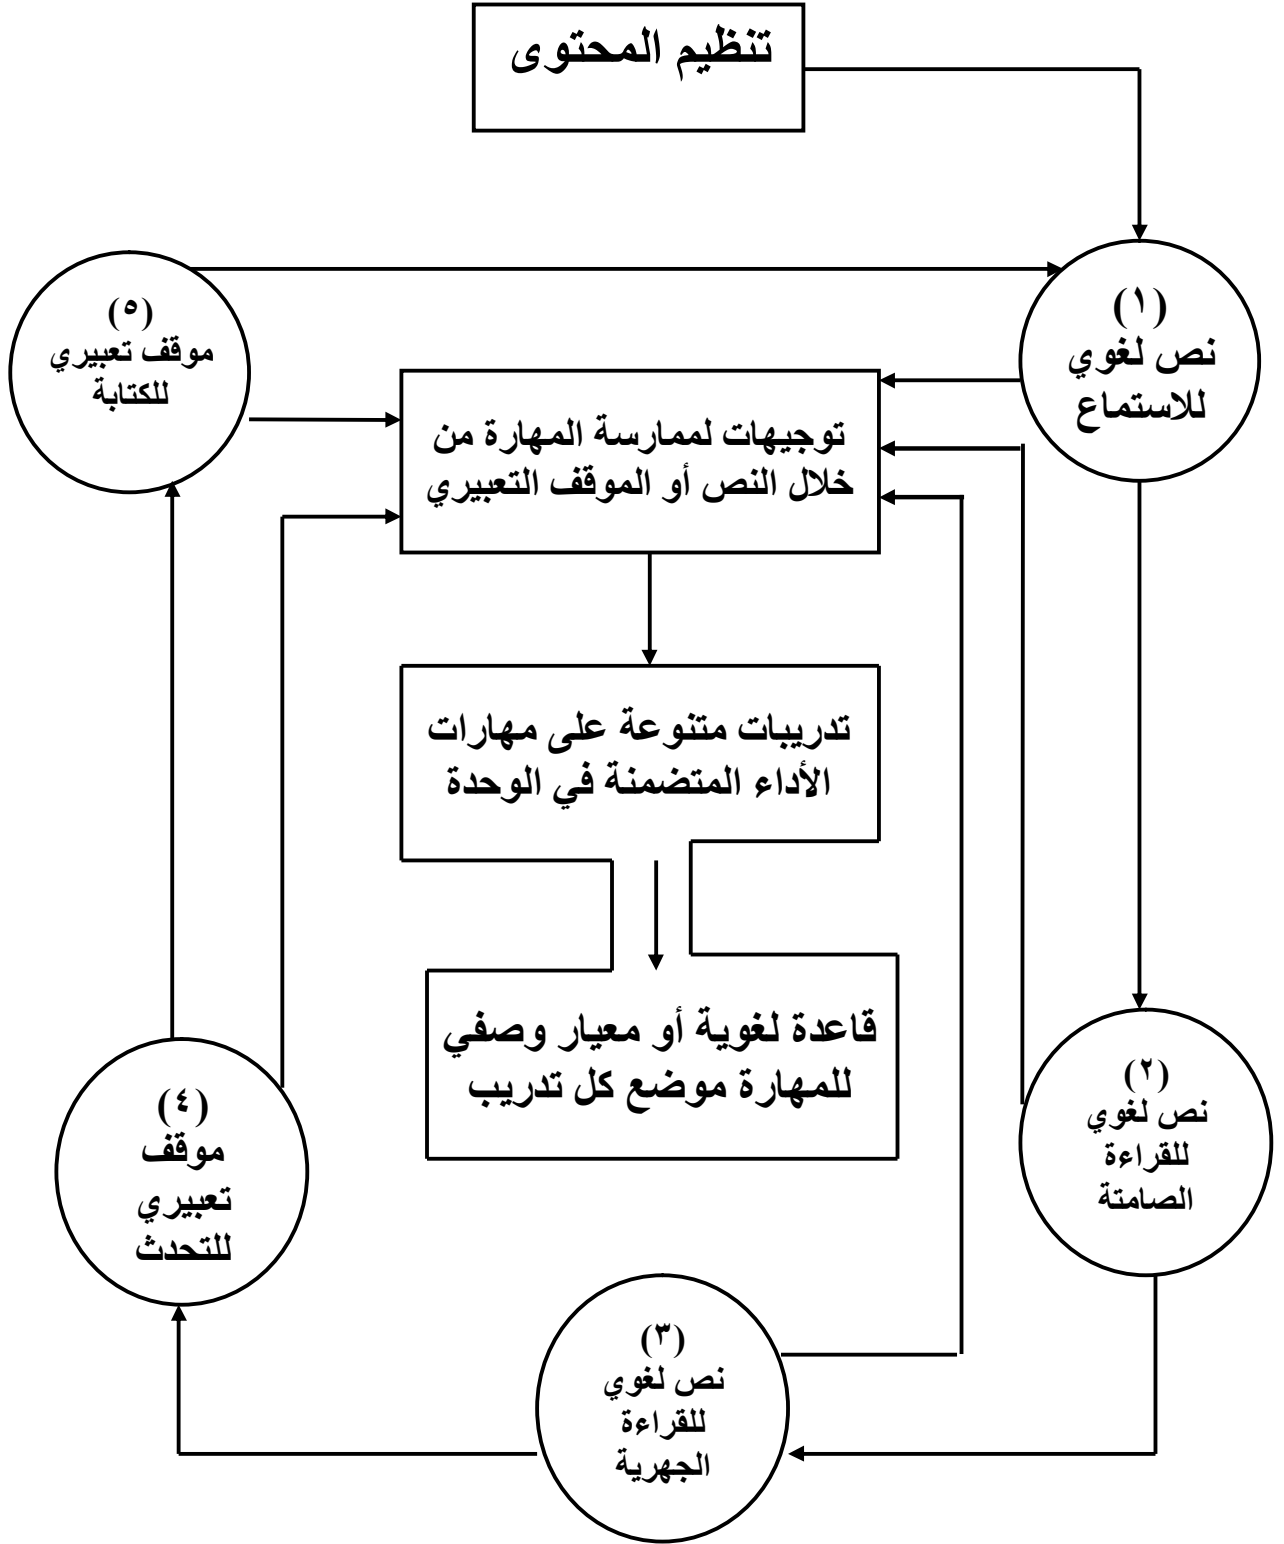 تنظيم المحتوى
(١)
نص لغوي
للاستماع
(٥)
موقف تعبيري
للكتابة
توجيهات لممارسة المهارة من
خلال النص أو الموقف التعبيري
تدريبات متنوعة على مهارات
الأداء المتضمنة في الوحدة
قاعدة لغوية أو معيار وصفي
للمهارة موضع كل تدريب
(٢)
نص لغوي
للقراءة
الصامتة
(٤)
موقف
تعبيري
للتحدث
(٣)
نص لغوي
للقراءة
الجهرية